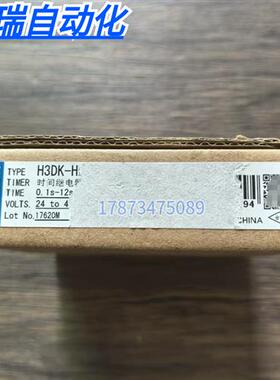 瑞自动化
TYPE H3DK-H
TIMER 时间继电
TIME 0.1s-12
VOLTS. 24 to 4
Lot No. 17620M
17873475089
94
CHINA